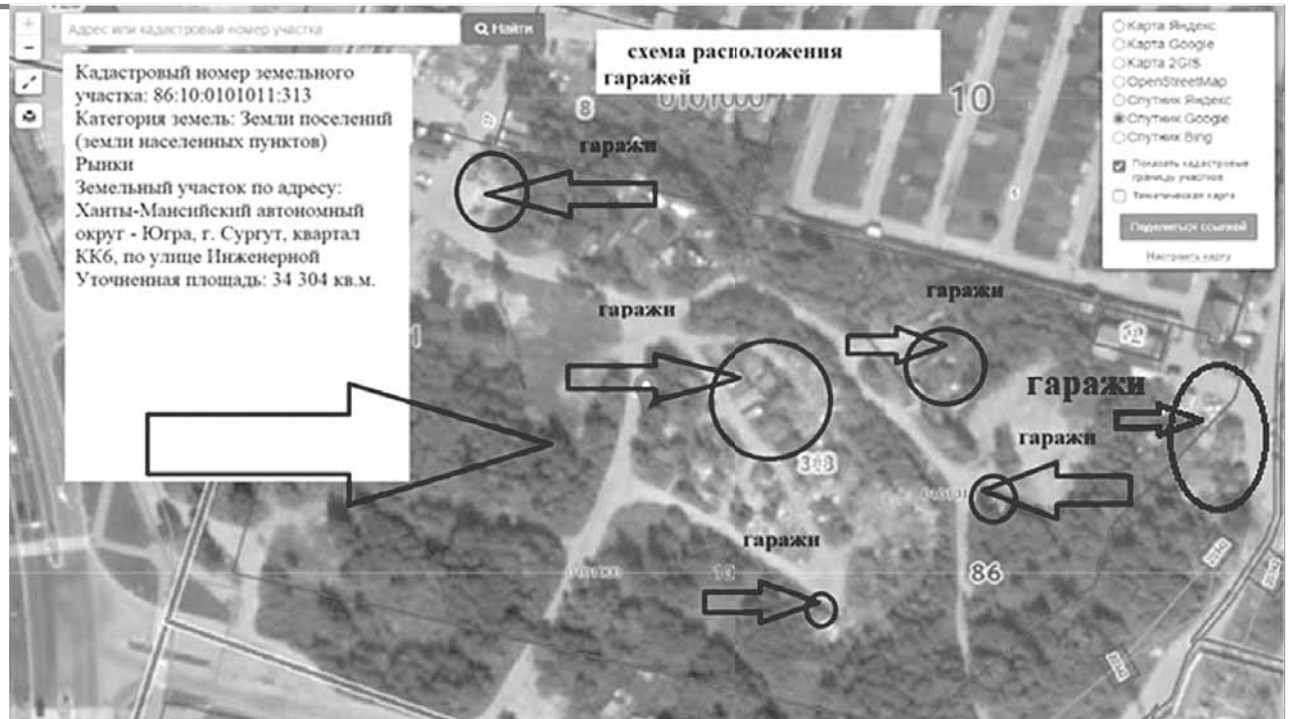 Адрес или кадастровый номер участка
Найти
схема расположения
гаражей
Кадастровый номер земельного
участка: 86:10:0101011:313
Категория земель: Земли поселений
(земли населенных пунктов)
Рынки
Земельный участок по адресу:
Ханты-Мансийский автономный
округ - Югра, г. Сургут, квартал
КК6, по улице Инженерной
Уточненная площадь: 34 304 кв.м.
Карта Яндекс
Карта Google
Карта 2GIS
OpenStreetMap
Спутник Яндекс
Спутник Google
Спутник Bing
Показать кадастровые
границы участков
Тематическая карта
Поделиться ссылкой
Настроить карту
8
0101000
10
гаражи
гаражи
гаражи
32
гаражи
гаражи
313
гаражи
86